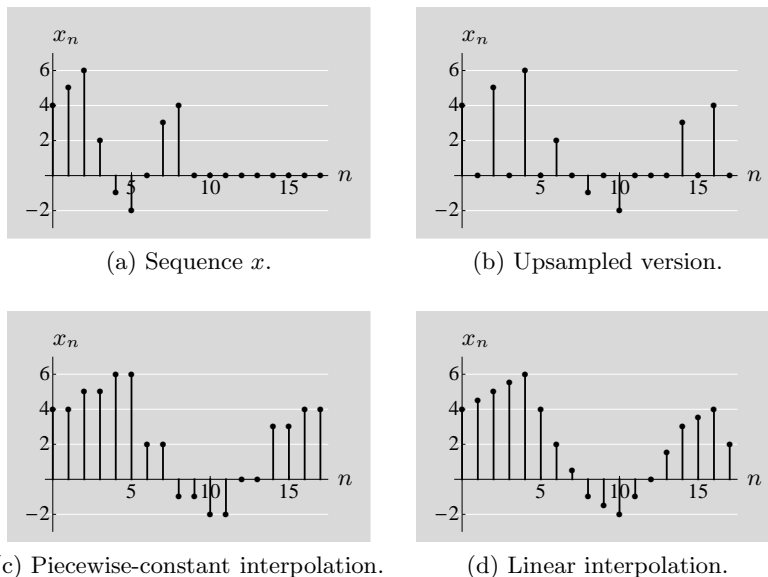 x_n
6
4
2
−2
5
10
15
n
(a) Sequence x.
x_n
6
4
2
−2
5
10
15
n
(b) Upsampled version.
x_n
6
4
2
−2
5
10
15
n
(c) Piecewise-constant interpolation.
x_n
6
4
2
−2
5
10
15
n
(d) Linear interpolation.